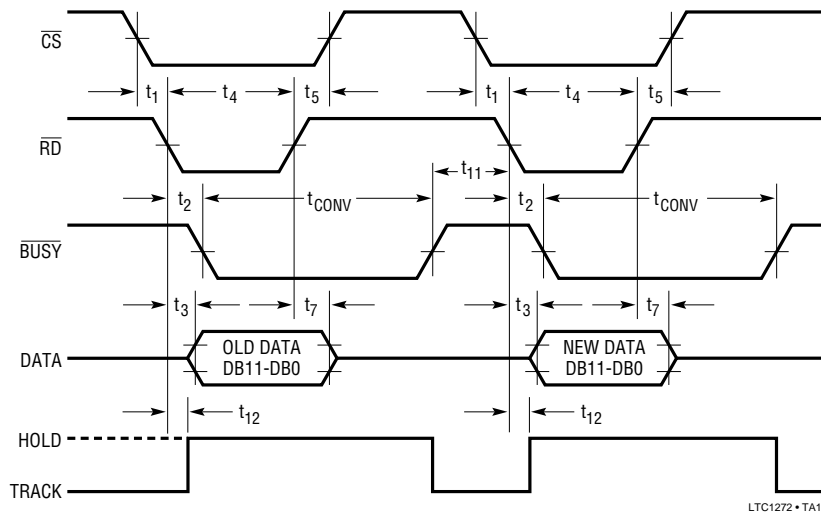 CS
t1 t4 t5 t1 t4 t5
RD
t11
t2 tCONV t2 tCONV
BUSY
t3 t7 t3 t7
DATA
OLD DATA
DB11-DB0
NEW DATA
DB11-DB0
t12 t12
HOLD
TRACK
LTC1272 • TA1